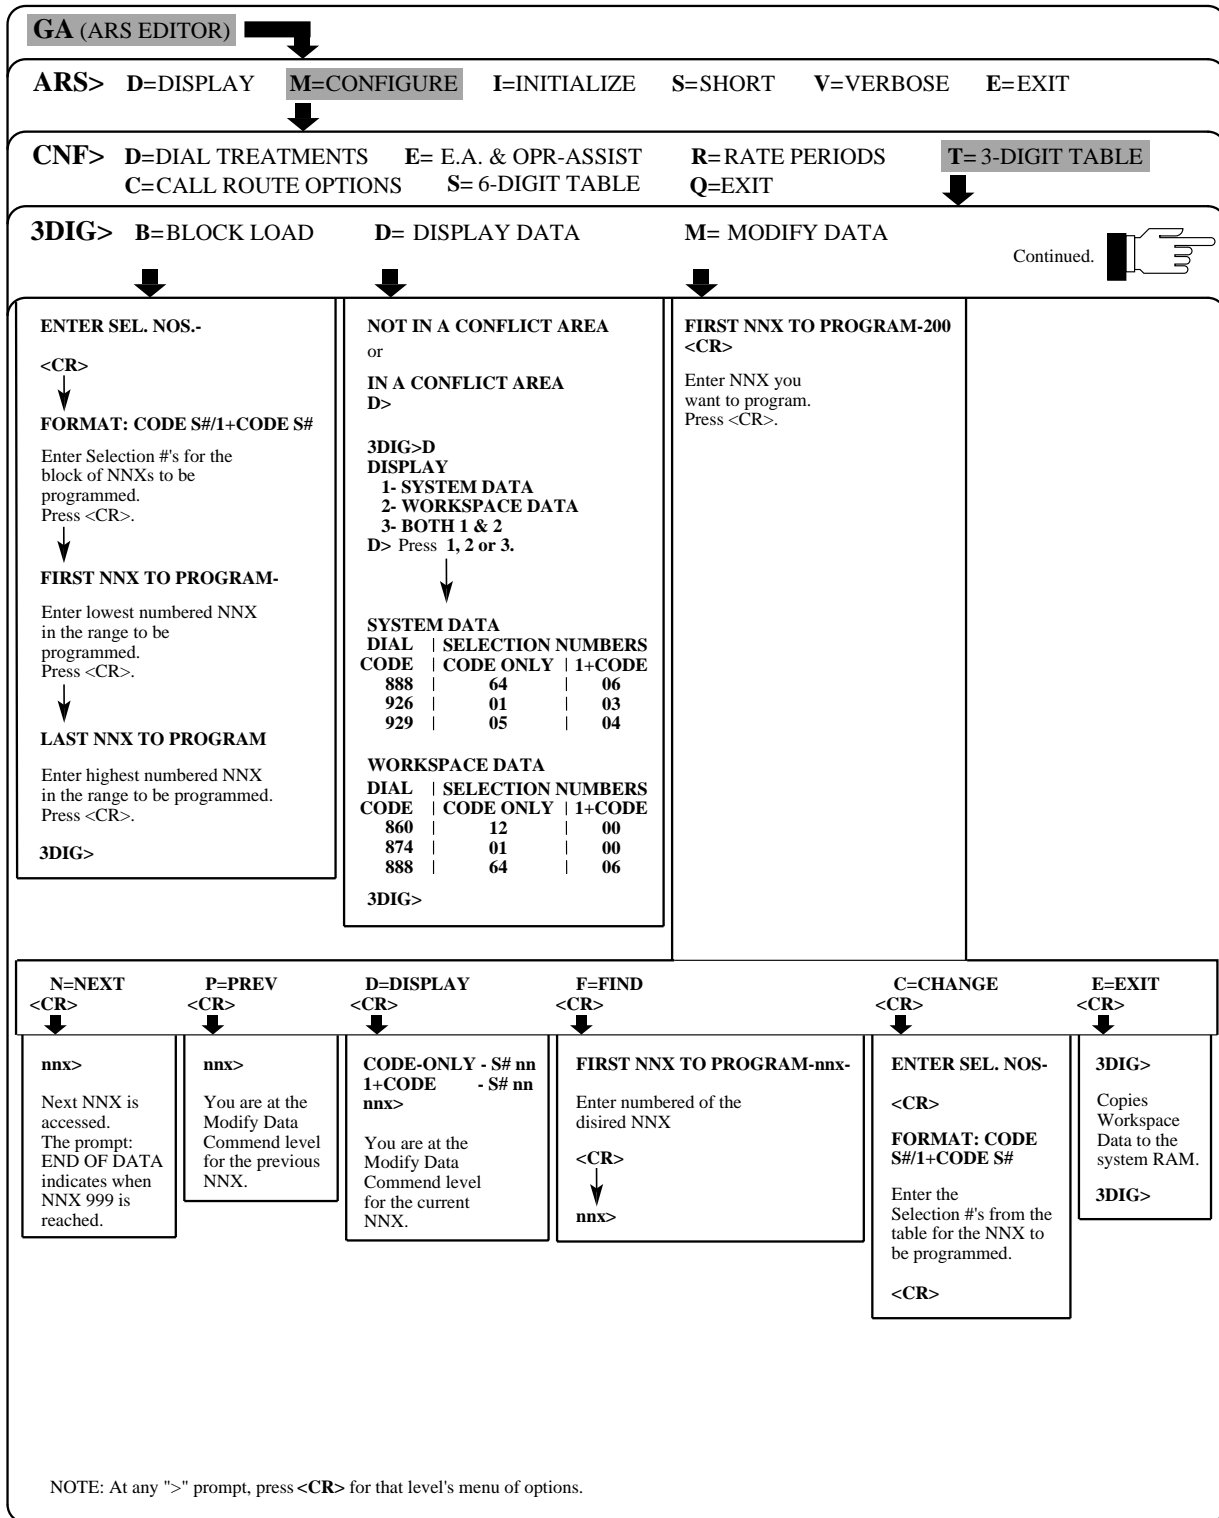 GA (ARS EDITOR)
ARS> D=DISPLAY M=CONFIGURE I=INITIALIZE S=SHORT V=VERBOSE E=EXIT
CNF> D=DIAL TREATMENTS E= E.A. & OPR-ASSIST R=RATE PERIODS T= 3-DIGIT TABLE
C=CALL ROUTE OPTIONS S= 6-DIGIT TABLE Q=EXIT
3DIG> B=BLOCK LOAD D= DISPLAY DATA M= MODIFY DATA
Continued.
ENTER SEL. NOS.-
<CR>
FORMAT: CODE S#/1+CODE S#
Enter Selection #'s for the
block of NNXs to be
programmed.
Press <CR>.
FIRST NNX TO PROGRAM-
Enter lowest numbered NNX
in the range to be
programmed.
Press <CR>.
LAST NNX TO PROGRAM
Enter highest numbered NNX
in the range to be programmed.
Press <CR>.
3DIG>
NOT IN A CONFLICT AREA
or
IN A CONFLICT AREA
D>
3DIG>D
DISPLAY
1- SYSTEM DATA
2- WORKSPACE DATA
3- BOTH 1 & 2
D> Press 1, 2 or 3.
SYSTEM DATA
DIAL | SELECTION NUMBERS
CODE | CODE ONLY | 1+CODE
888 | 64 | 06
926 | 01 | 03
929 | 05 | 04
WORKSPACE DATA
DIAL | SELECTION NUMBERS
CODE | CODE ONLY | 1+CODE
860 | 12 | 00
874 | 01 | 00
888 | 64 | 06
3DIG>
FIRST NNX TO PROGRAM-200
<CR>
Enter NNX you
want to program.
Press <CR>.
N=NEXT
<CR>
nnx>
Next NNX is
accessed.
The prompt:
END OF DATA
indicates when
NNX 999 is
reached.
P=PREV
<CR>
nnx>
You are at the
Modify Data
Commend level
for the previous
NNX.
D=DISPLAY
<CR>
CODE-ONLY - S# nn
1+CODE - S# nn
nnx>
You are at the
Modify Data
Commend level
for the current
NNX.
F=FIND
<CR>
FIRST NNX TO PROGRAM-nnx-
Enter numbered of the
disired NNX
<CR>
nnx>
C=CHANGE
<CR>
ENTER SEL. NOS-
<CR>
FORMAT: CODE
S#/1+CODE S#
Enter the
Selection #'s from the
table for the NNX to
be programmed.
<CR>
E=EXIT
<CR>
3DIG>
Copies
Workspace
Data to the
system RAM.
3DIG>
NOTE: At any ">" prompt, press <CR> for that level's menu of options.